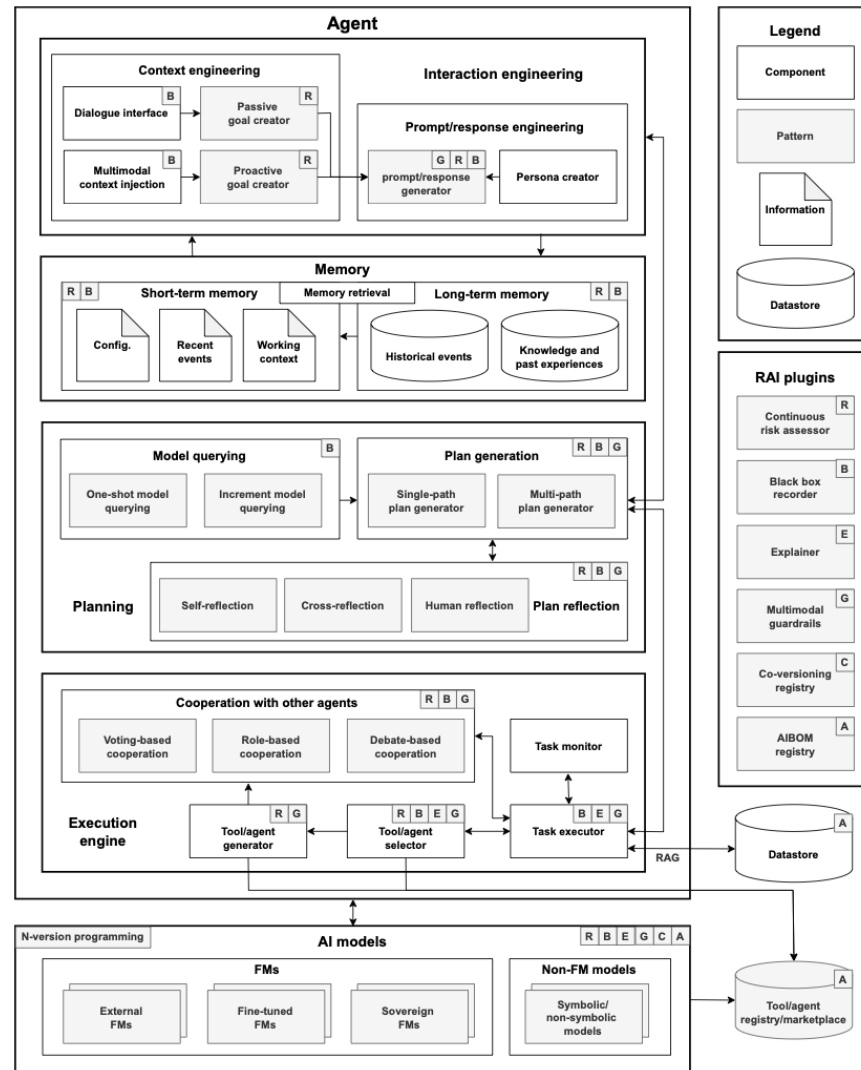 Agent
Context engineering
Interaction engineering
B
Dialogue interface
R
Passive
goal creator
B
Multimodal
context injection
R
Proactive
goal creator
Prompt/response engineering
G R B
prompt/response
generator
Persona creator
Memory
R B
Short-term memory
Memory retrieval
Long-term memory
R B
Config.
Recent
events
Working
context
Historical events
Knowledge and
past experiences
Model querying
B
One-shot model
querying
Increment model
querying
Plan generation
R B G
Single-path
plan generator
Multi-path
plan generator
R B G
Planning
Self-reflection
Cross-reflection
Human reflection
Plan reflection
Cooperation with other agents
R B G
Voting-based
cooperation
Role-based
cooperation
Debate-based
cooperation
Task monitor
Execution
engine
R G
Tool/agent
generator
R B E G
Tool/agent
selector
B E G
Task executor
RAG
N-version programming
AI models
R B E G C A
FMs
External
FMs
Fine-tuned
FMs
Sovereign
FMs
Non-FM models
Symbolic/
non-symbolic
models
Legend
Component
Pattern
Information
Datastore
RAI plugins
R
Continuous
risk assessor
B
Black box
recorder
E
Explainer
G
Multimodal
guardrails
C
Co-versioning
registry
A
AIBOM
registry
A
Datastore
A
Tool/agent
registry/marketplace